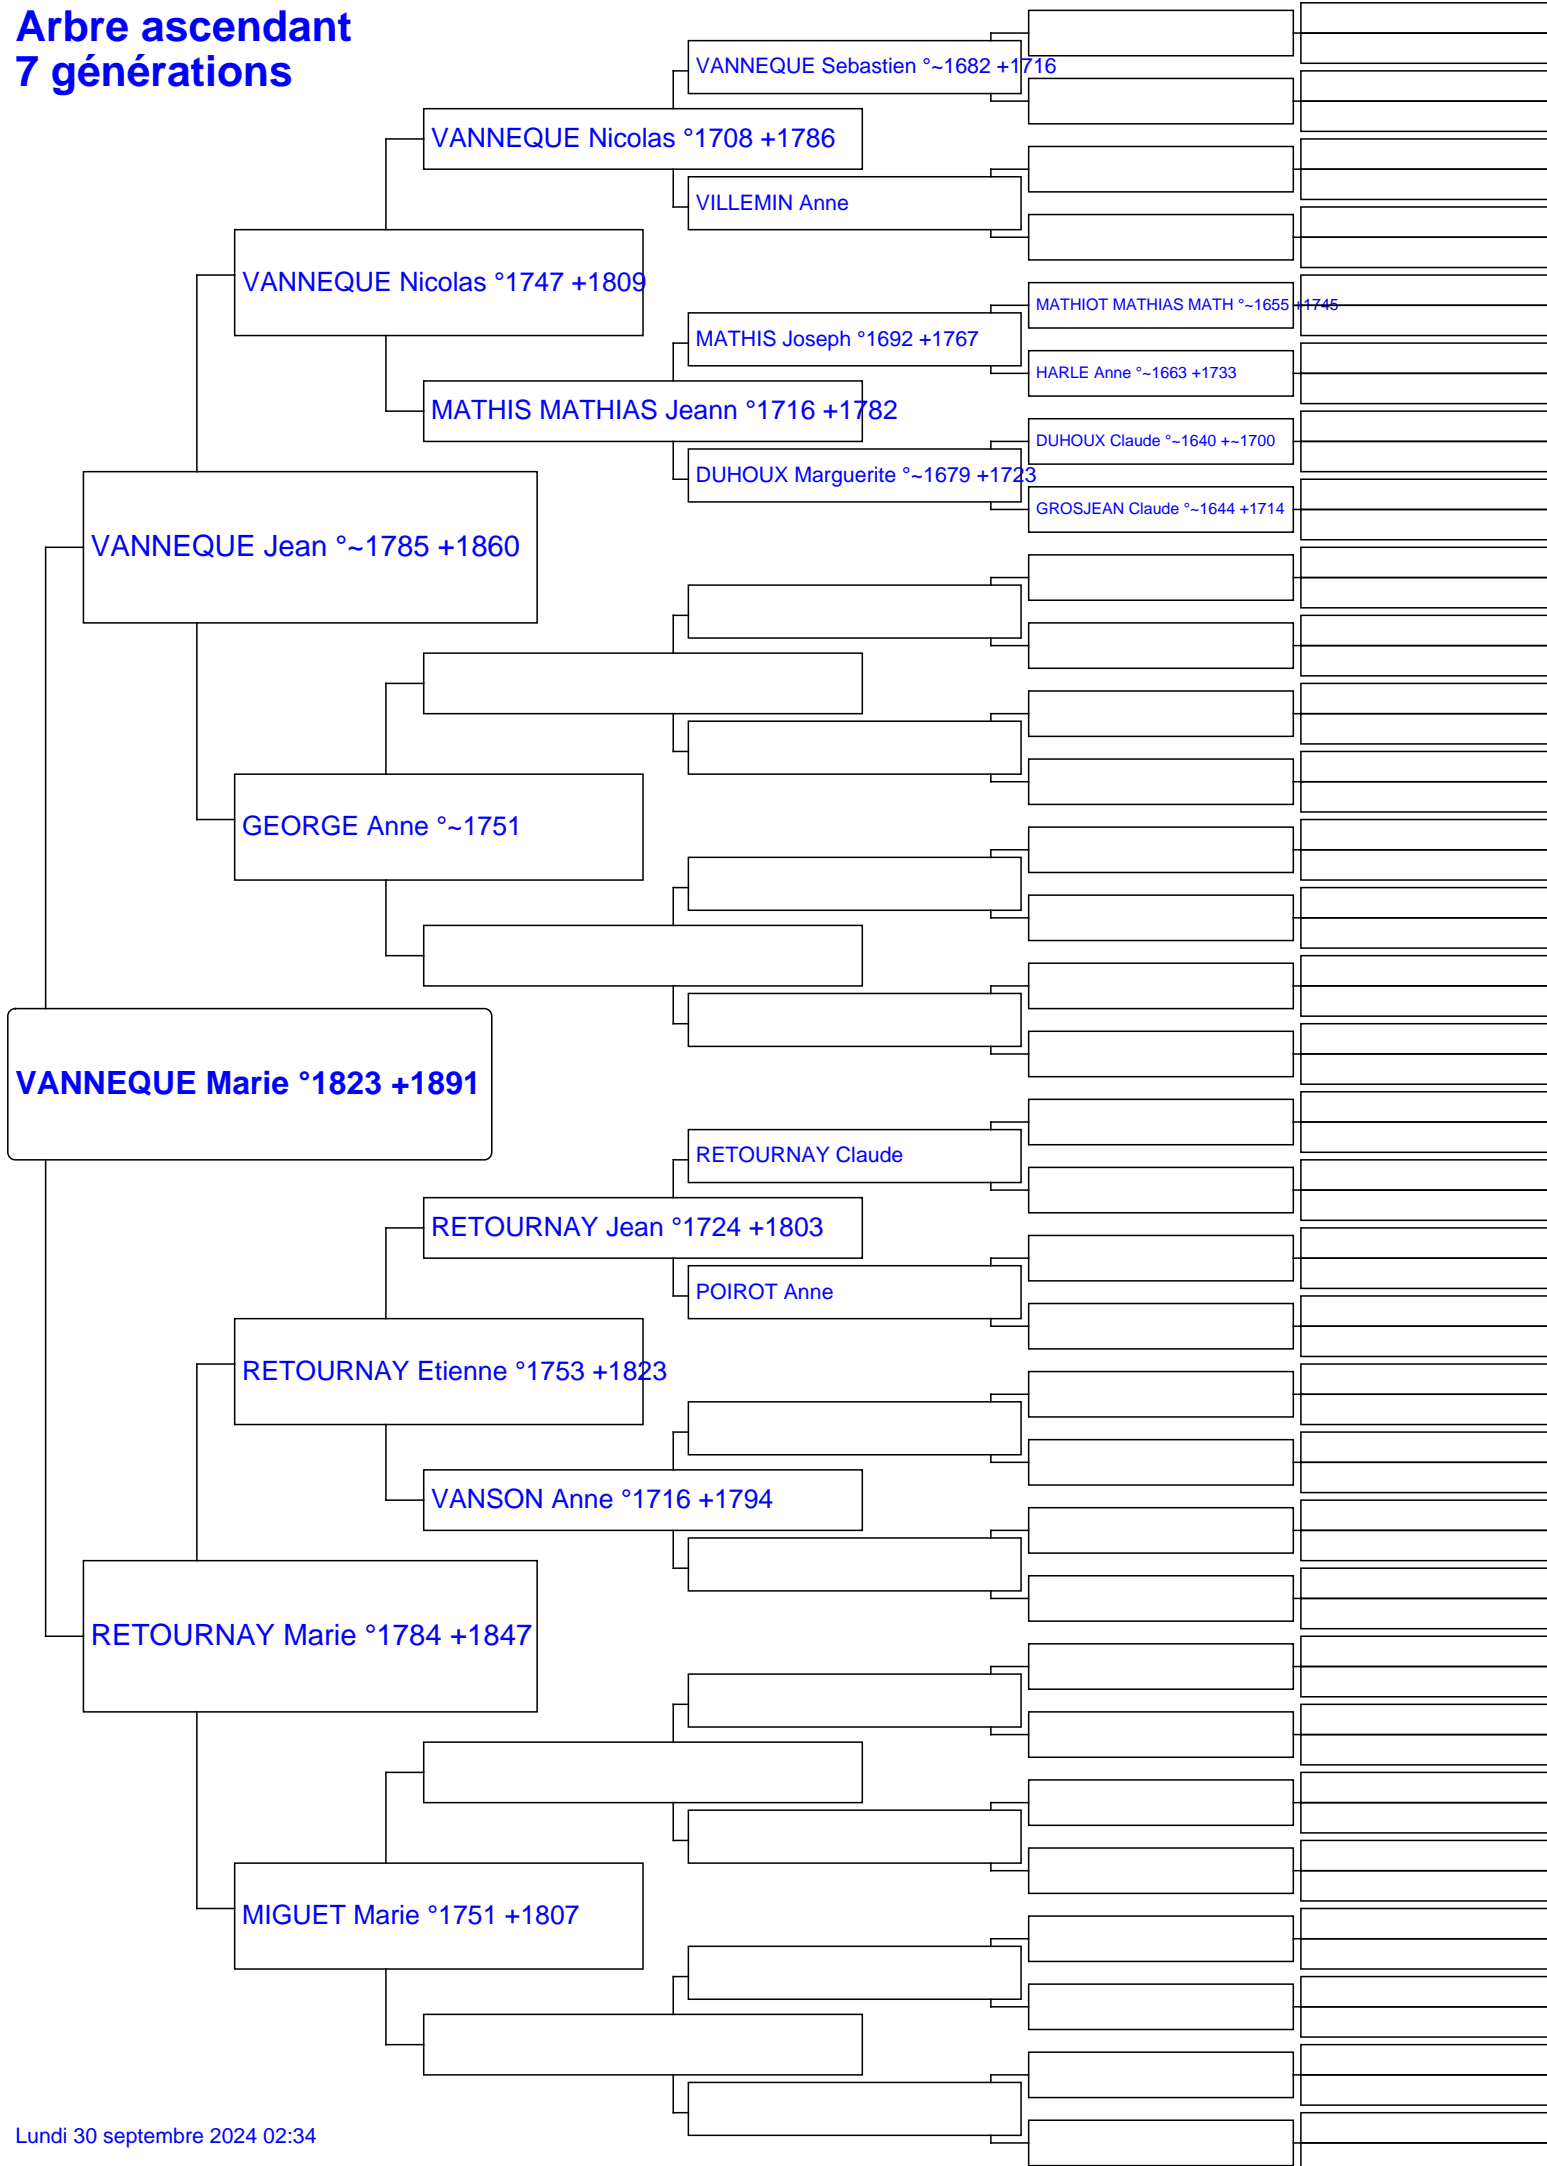 Arbre ascendant
7 générations
VANNEQUE Sebastien °~1682 +1716
VANNEQUE Nicolas °1708 +1786
VILLEMIN Anne
VANNEQUE Nicolas °1747 +1809
MATHIOT MATHIAS MATH °~1655 +1745
MATHIS Joseph °1692 +1767
HARLE Anne °~1663 +1733
MATHIS MATHIAS Jeann °1716 +1782
DUHOUX Claude °~1640 +~1700
DUHOUX Marguerite °~1679 +1723
GROSJEAN Claude °~1644 +1714
VANNEQUE Jean °~1785 +1860
GEORGE Anne °~1751
VANNEQUE Marie °1823 +1891
RETOURNAY Claude
RETOURNAY Jean °1724 +1803
POIROT Anne
RETOURNAY Etienne °1753 +1823
VANSON Anne °1716 +1794
RETOURNAY Marie °1784 +1847
MIGUET Marie °1751 +1807
Lundi 30 septembre 2024 02:34